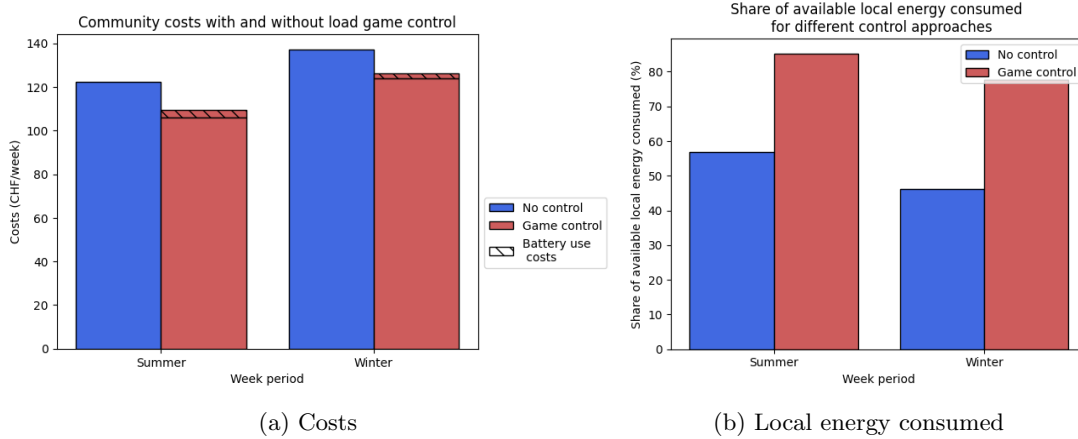 Community costs with and without load game control
Costs (CHF/week)
140
120
100
80
60
40
20
0
Summer
Winter
Week period
No control
Game control
Battery use
costs
(a) Costs
Share of available local energy consumed
for different control approaches
Share of available local energy consumed (%)
80
70
60
50
40
30
20
10
0
Summer
Winter
Week period
No control
Game control
(b) Local energy consumed